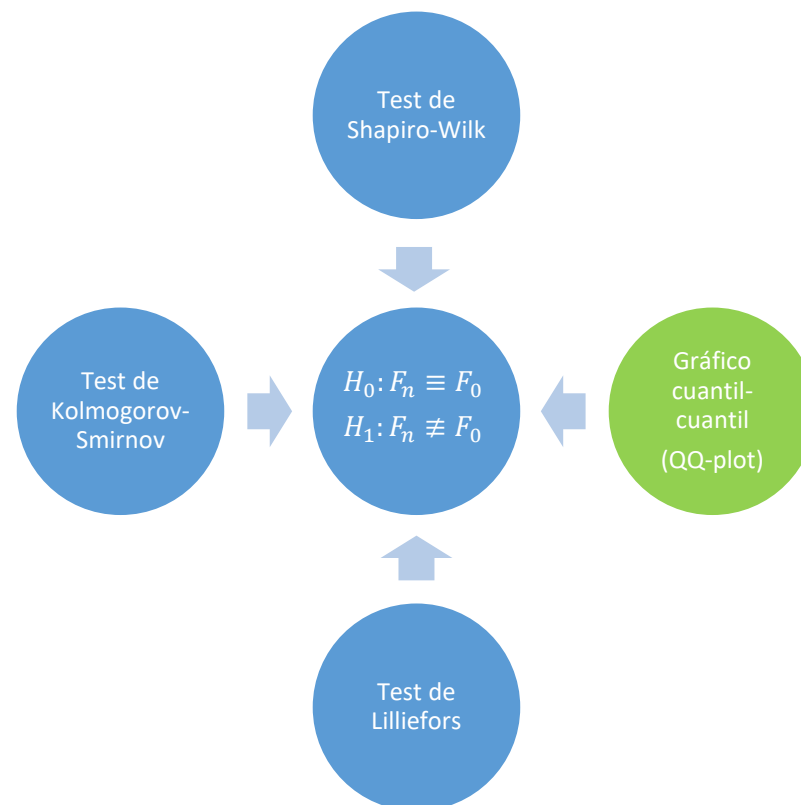 Test de
Shapiro-Wilk
Test de
Kolmogorov-
Smirnov
H₀: Fₙ ≡ F₀
H₁: Fₙ ≢ F₀
Gráfico
cuantil-
cuantil
(QQ-plot)
Test de
Lilliefors